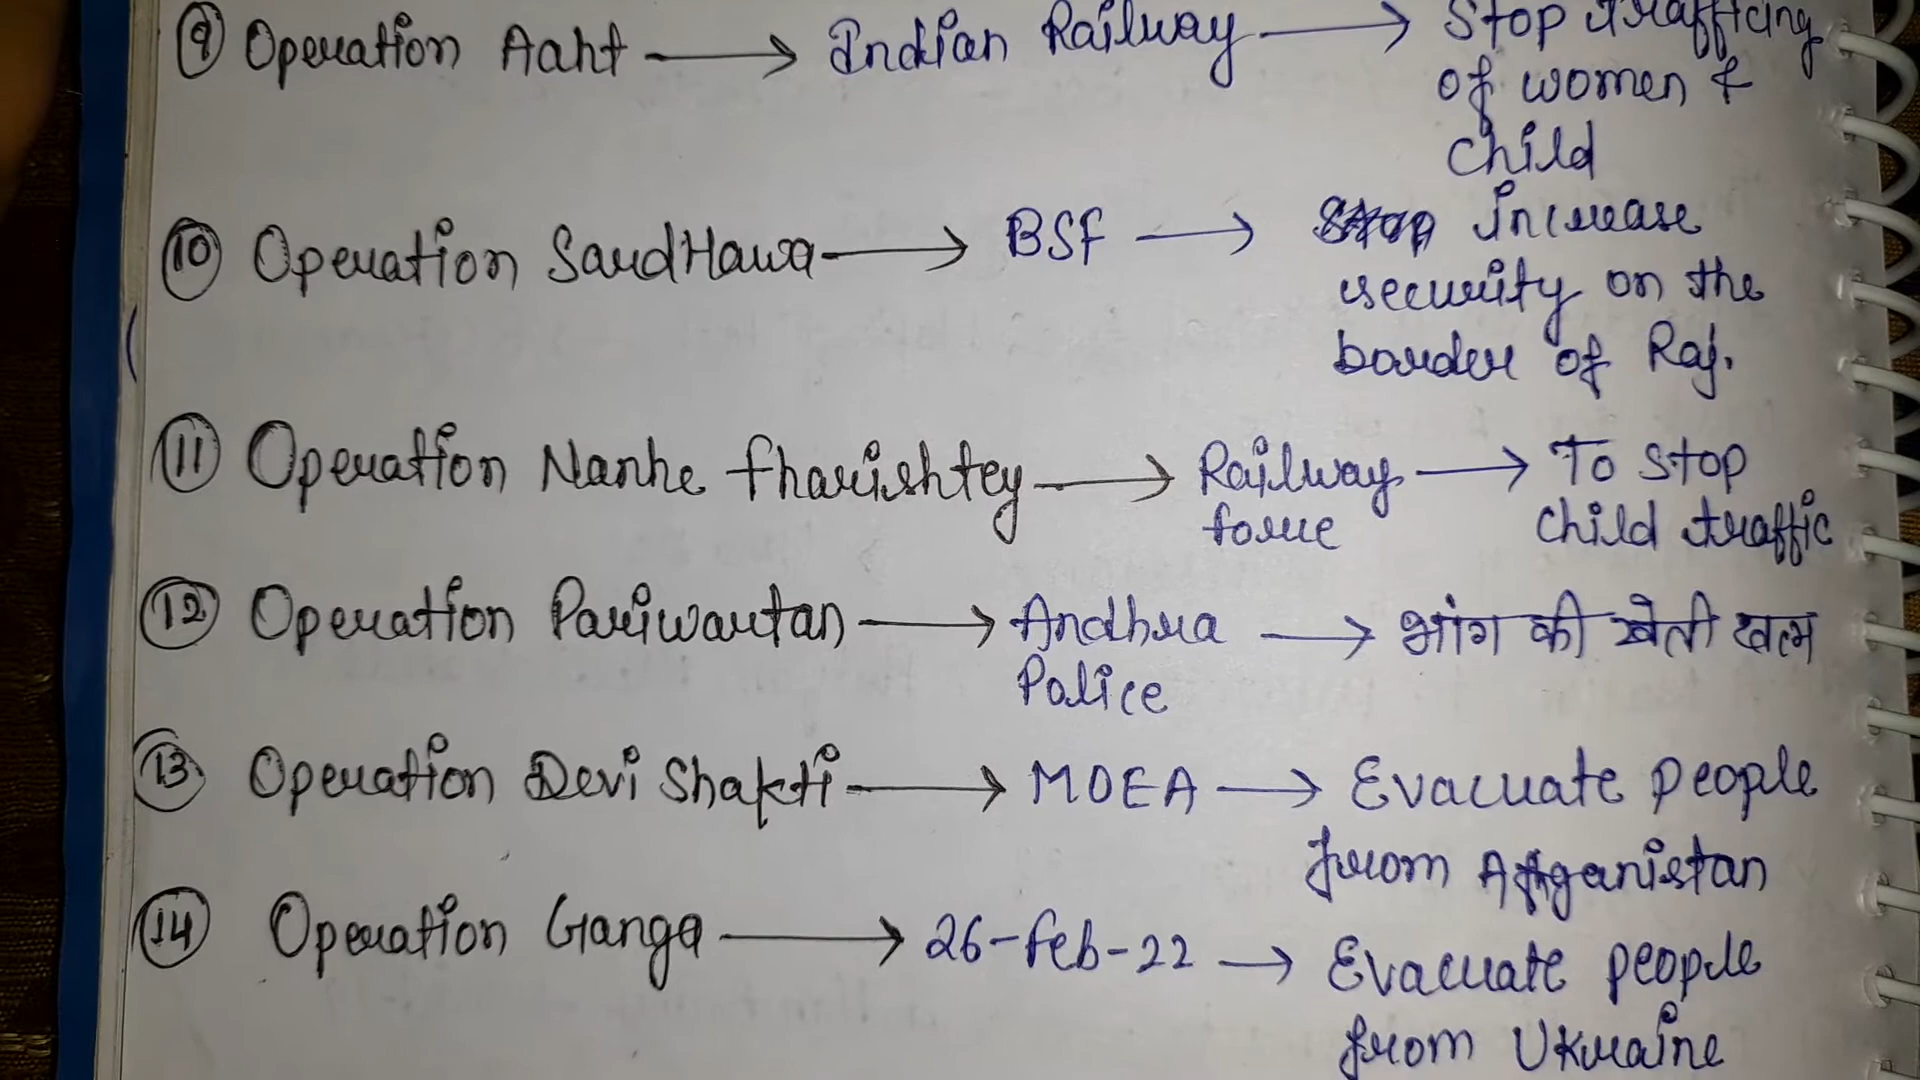 9 Operation Aaht → Indian Railway → Stop trafficing
of women &
child
10 Operation SardHawa → BSF → Increase
security on the
border of Raj.
11 Operation Nanhe Fharishtey → Railway → To stop
force child traffic
12 Operation Pariwartan → Andhra → भांग की खेती खत्म
Police
13 Operation Devi Shakti → MOEA → Evacuate people
from Afganistan
14 Operation Ganga → 26-Feb-22 → Evacuate people
from Ukraine